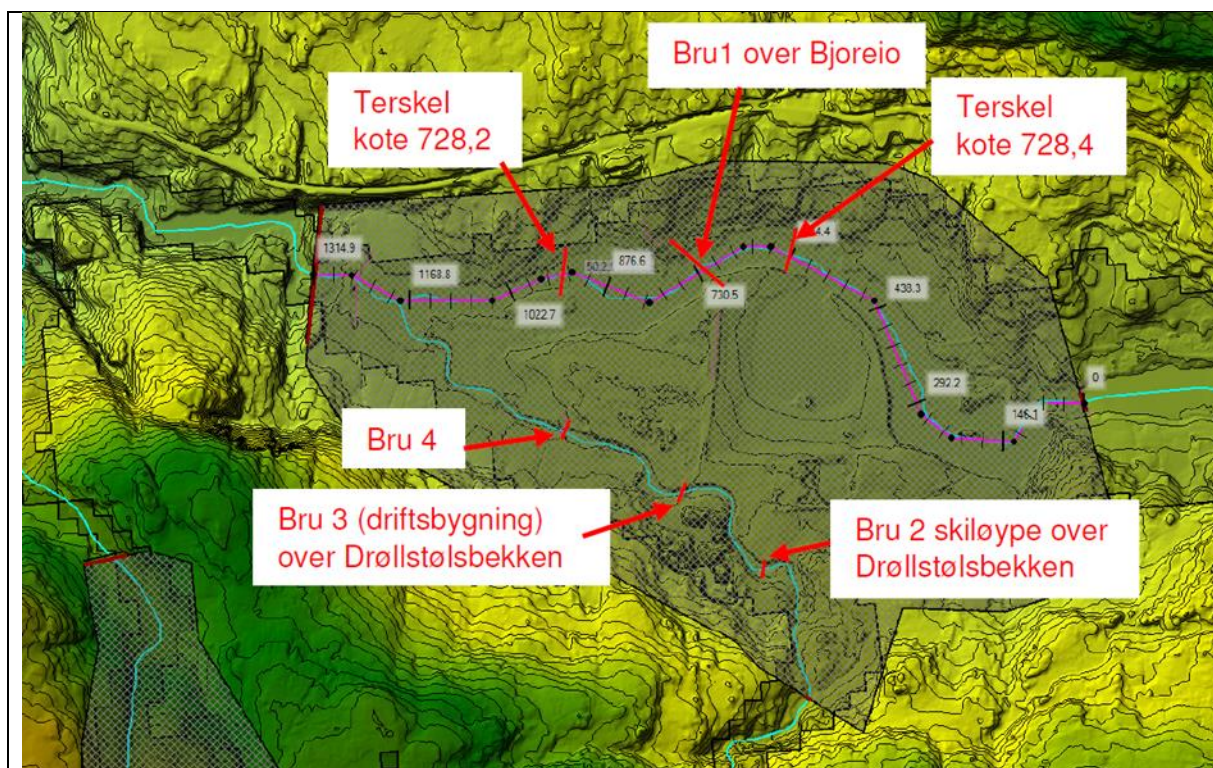 Bru1 over Bjoreio
Terskel
kote 728,2
Terskel
kote 728,4
1314.9
1168.8
1022.7
876.6
730.5
438.3
292.2
146.1
0
Bru 4
Bru 3 (driftsbygning)
over Drøllstølsbekken
Bru 2 skiløype over
Drøllstølsbekken